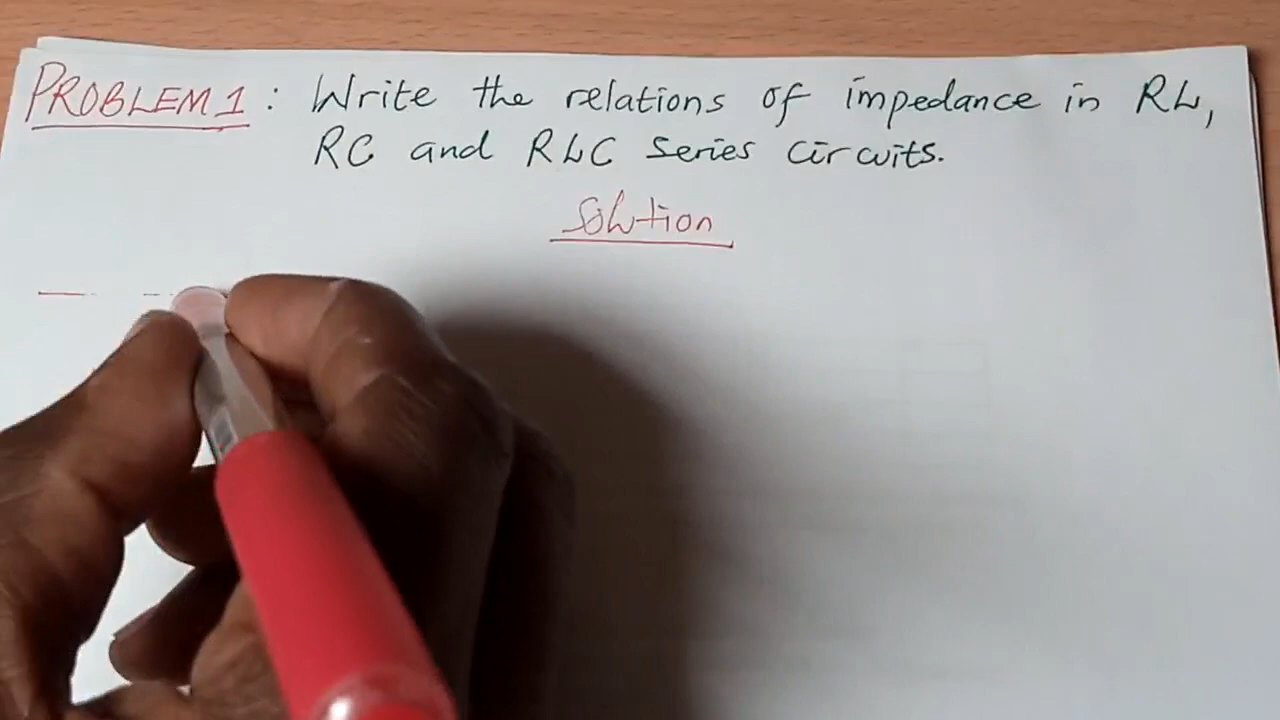 PROBLEM 1 : Write the relations of impedance in RL,
RC and RLC series circuits.
Solution